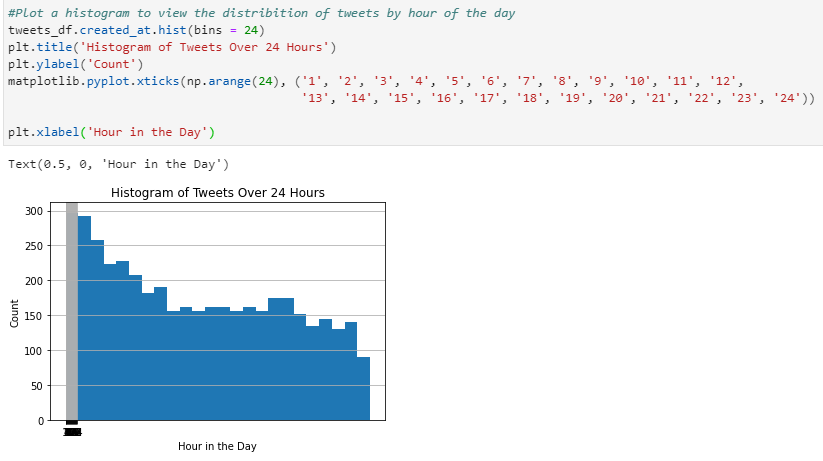 #Plot a histogram to view the distribition of tweets by hour of the day
tweets_df.created_at.hist(bins = 24)
plt.title('Histogram of Tweets Over 24 Hours')
plt.ylabel('Count')
matplotlib.pyplot.xticks(np.arange(24), ('1', '2', '3', '4', '5', '6', '7', '8', '9', '10', '11', '12',
'13', '14', '15', '16', '17', '18', '19', '20', '21', '22', '23', '24'))
plt.xlabel('Hour in the Day')
Text(0.5, 0, 'Hour in the Day')
Histogram of Tweets Over 24 Hours
300
250
200
150
100
50
0
Count
Hour in the Day